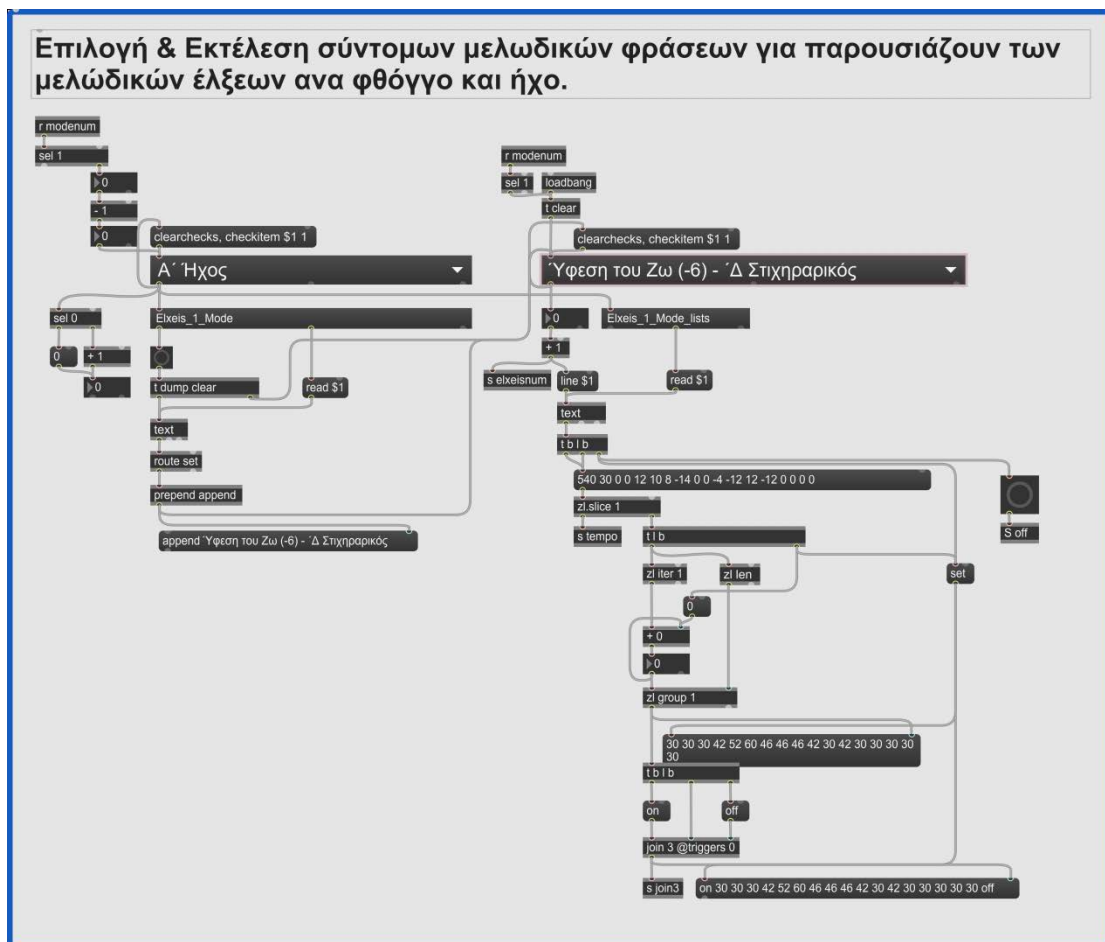 Επιλογή & Εκτέλεση σύντομων μελωδικών φράσεων για παρουσιάζουν των
μελώδικών έλξεων ανα φθόγγο και ήχο.
r modenum
sel 1
0
- 1
0
clearchecks, checkitem $1 1
Α΄ Ήχος
sel 0
Elxeis_1_Mode
0
+ 1
0
t dump clear
read $1
text
route set
prepend append
append Ύφεση του Ζω (-6) - ΄Δ Στιχηραρικός
r modenum
sel 1
loadbang
t clear
clearchecks, checkitem $1 1
Ύφεση του Ζω (-6) - ΄Δ Στιχηραρικός
0
Elxeis_1_Mode_lists
+ 1
s elxeisnum
line $1
read $1
text
t b l b
540 30 0 0 12 10 8 -14 0 0 -4 -12 12 -12 0 0 0 0
zl.slice 1
s tempo
t l b
S off
zl iter 1
zl len
set
0
+ 0
0
zl group 1
30 30 30 42 52 60 46 46 46 42 30 42 30 30 30 30
30
t b l b
on
off
join 3 @triggers 0
s join3
on 30 30 30 42 52 60 46 46 46 42 30 42 30 30 30 30 30 off